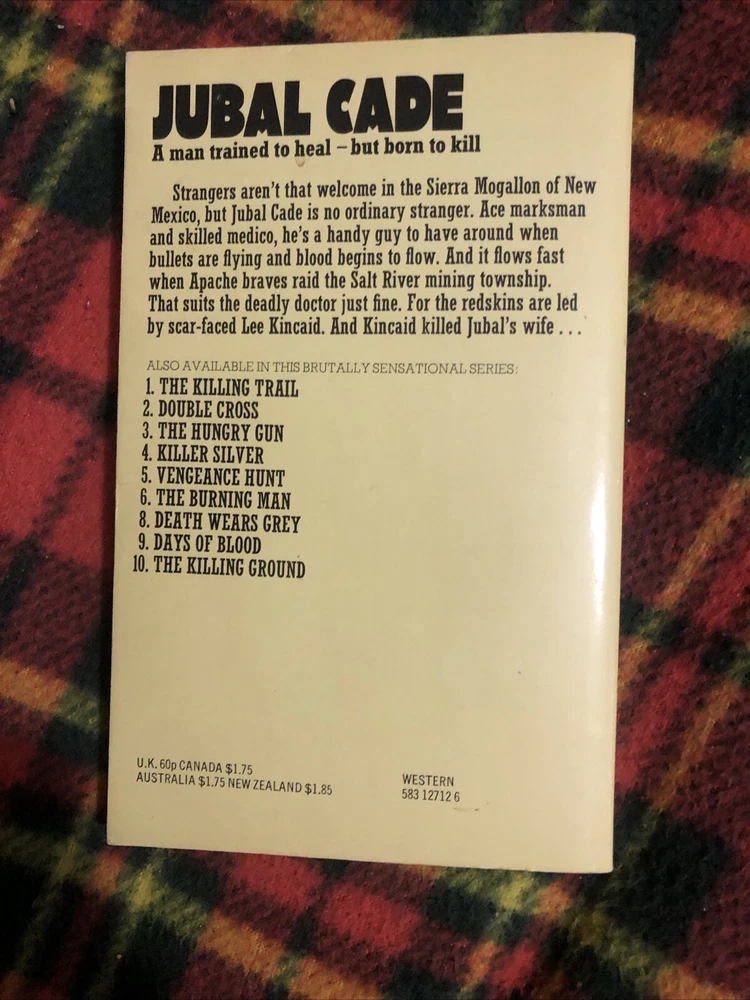 JUBAL CADE
A man trained to heal – but born to kill
Strangers aren't that welcome in the Sierra Mogallon of New
Mexico, but Jubal Cade is no ordinary stranger. Ace marksman
and skilled medico, he's a handy guy to have around when
bullets are flying and blood begins to flow. And it flows fast
when Apache braves raid the Salt River mining township.
That suits the deadly doctor just fine. For the redskins are led
by scar-faced Lee Kincaid. And Kincaid killed Jubal's wife . . .
ALSO AVAILABLE IN THIS BRUTALLY SENSATIONAL SERIES:
1. THE KILLING TRAIL
2. DOUBLE CROSS
3. THE HUNGRY GUN
4. KILLER SILVER
5. VENGEANCE HUNT
6. THE BURNING MAN
8. DEATH WEARS GREY
9. DAYS OF BLOOD
10. THE KILLING GROUND
U.K. 60p CANADA $1.75
AUSTRALIA $1.75 NEW ZEALAND $1.85
WESTERN
583 12712 6